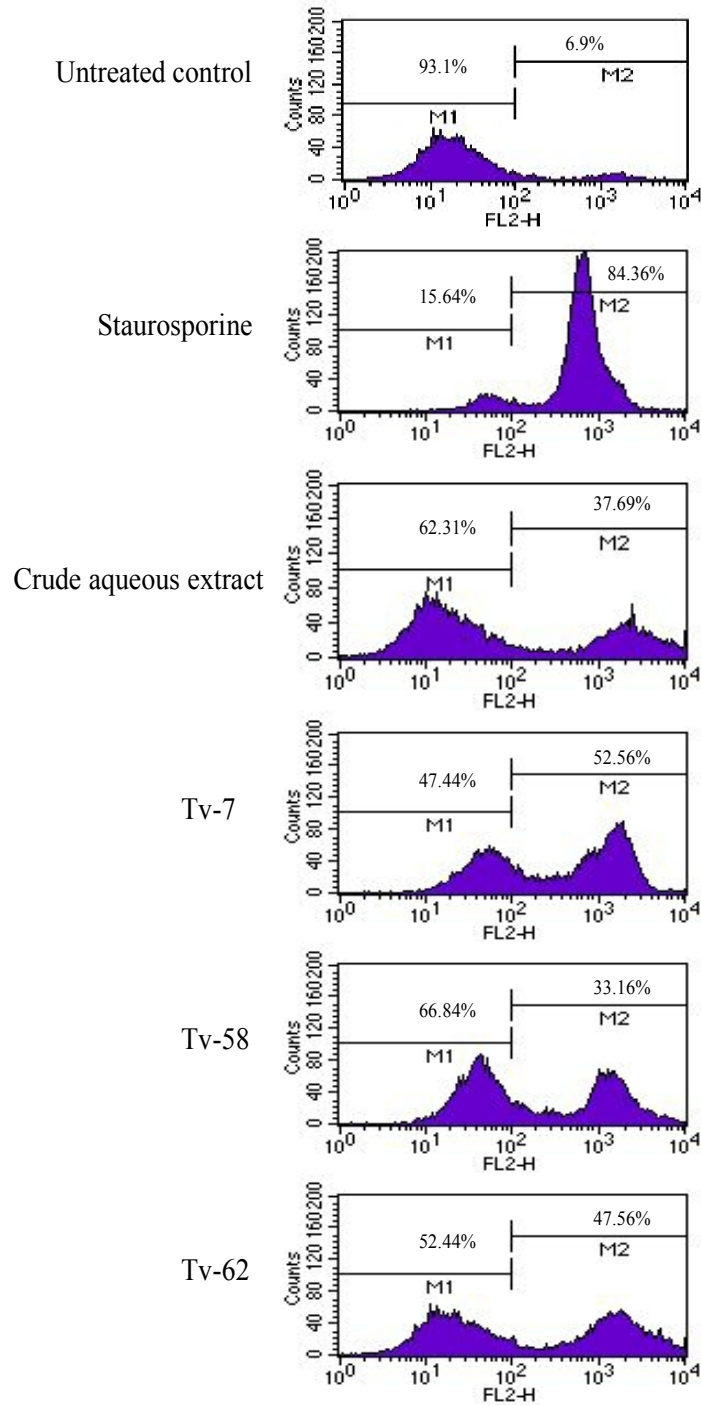 Untreated control
Counts
0 40 80 120 160 200
93.1%
6.9%
M1
M2
10^0 10^1 10^2 10^3 10^4
FL2-H
Staurosporine
Counts
0 40 80 120 160 200
15.64%
84.36%
M1
M2
10^0 10^1 10^2 10^3 10^4
FL2-H
Crude aqueous extract
Counts
0 40 80 120 160 200
62.31%
37.69%
M1
M2
10^0 10^1 10^2 10^3 10^4
FL2-H
Tv-7
Counts
0 40 80 120 160 200
47.44%
52.56%
M1
M2
10^0 10^1 10^2 10^3 10^4
FL2-H
Tv-58
Counts
0 40 80 120 160 200
66.84%
33.16%
M1
M2
10^0 10^1 10^2 10^3 10^4
FL2-H
Tv-62
Counts
0 40 80 120 160 200
52.44%
47.56%
M1
M2
10^0 10^1 10^2 10^3 10^4
FL2-H